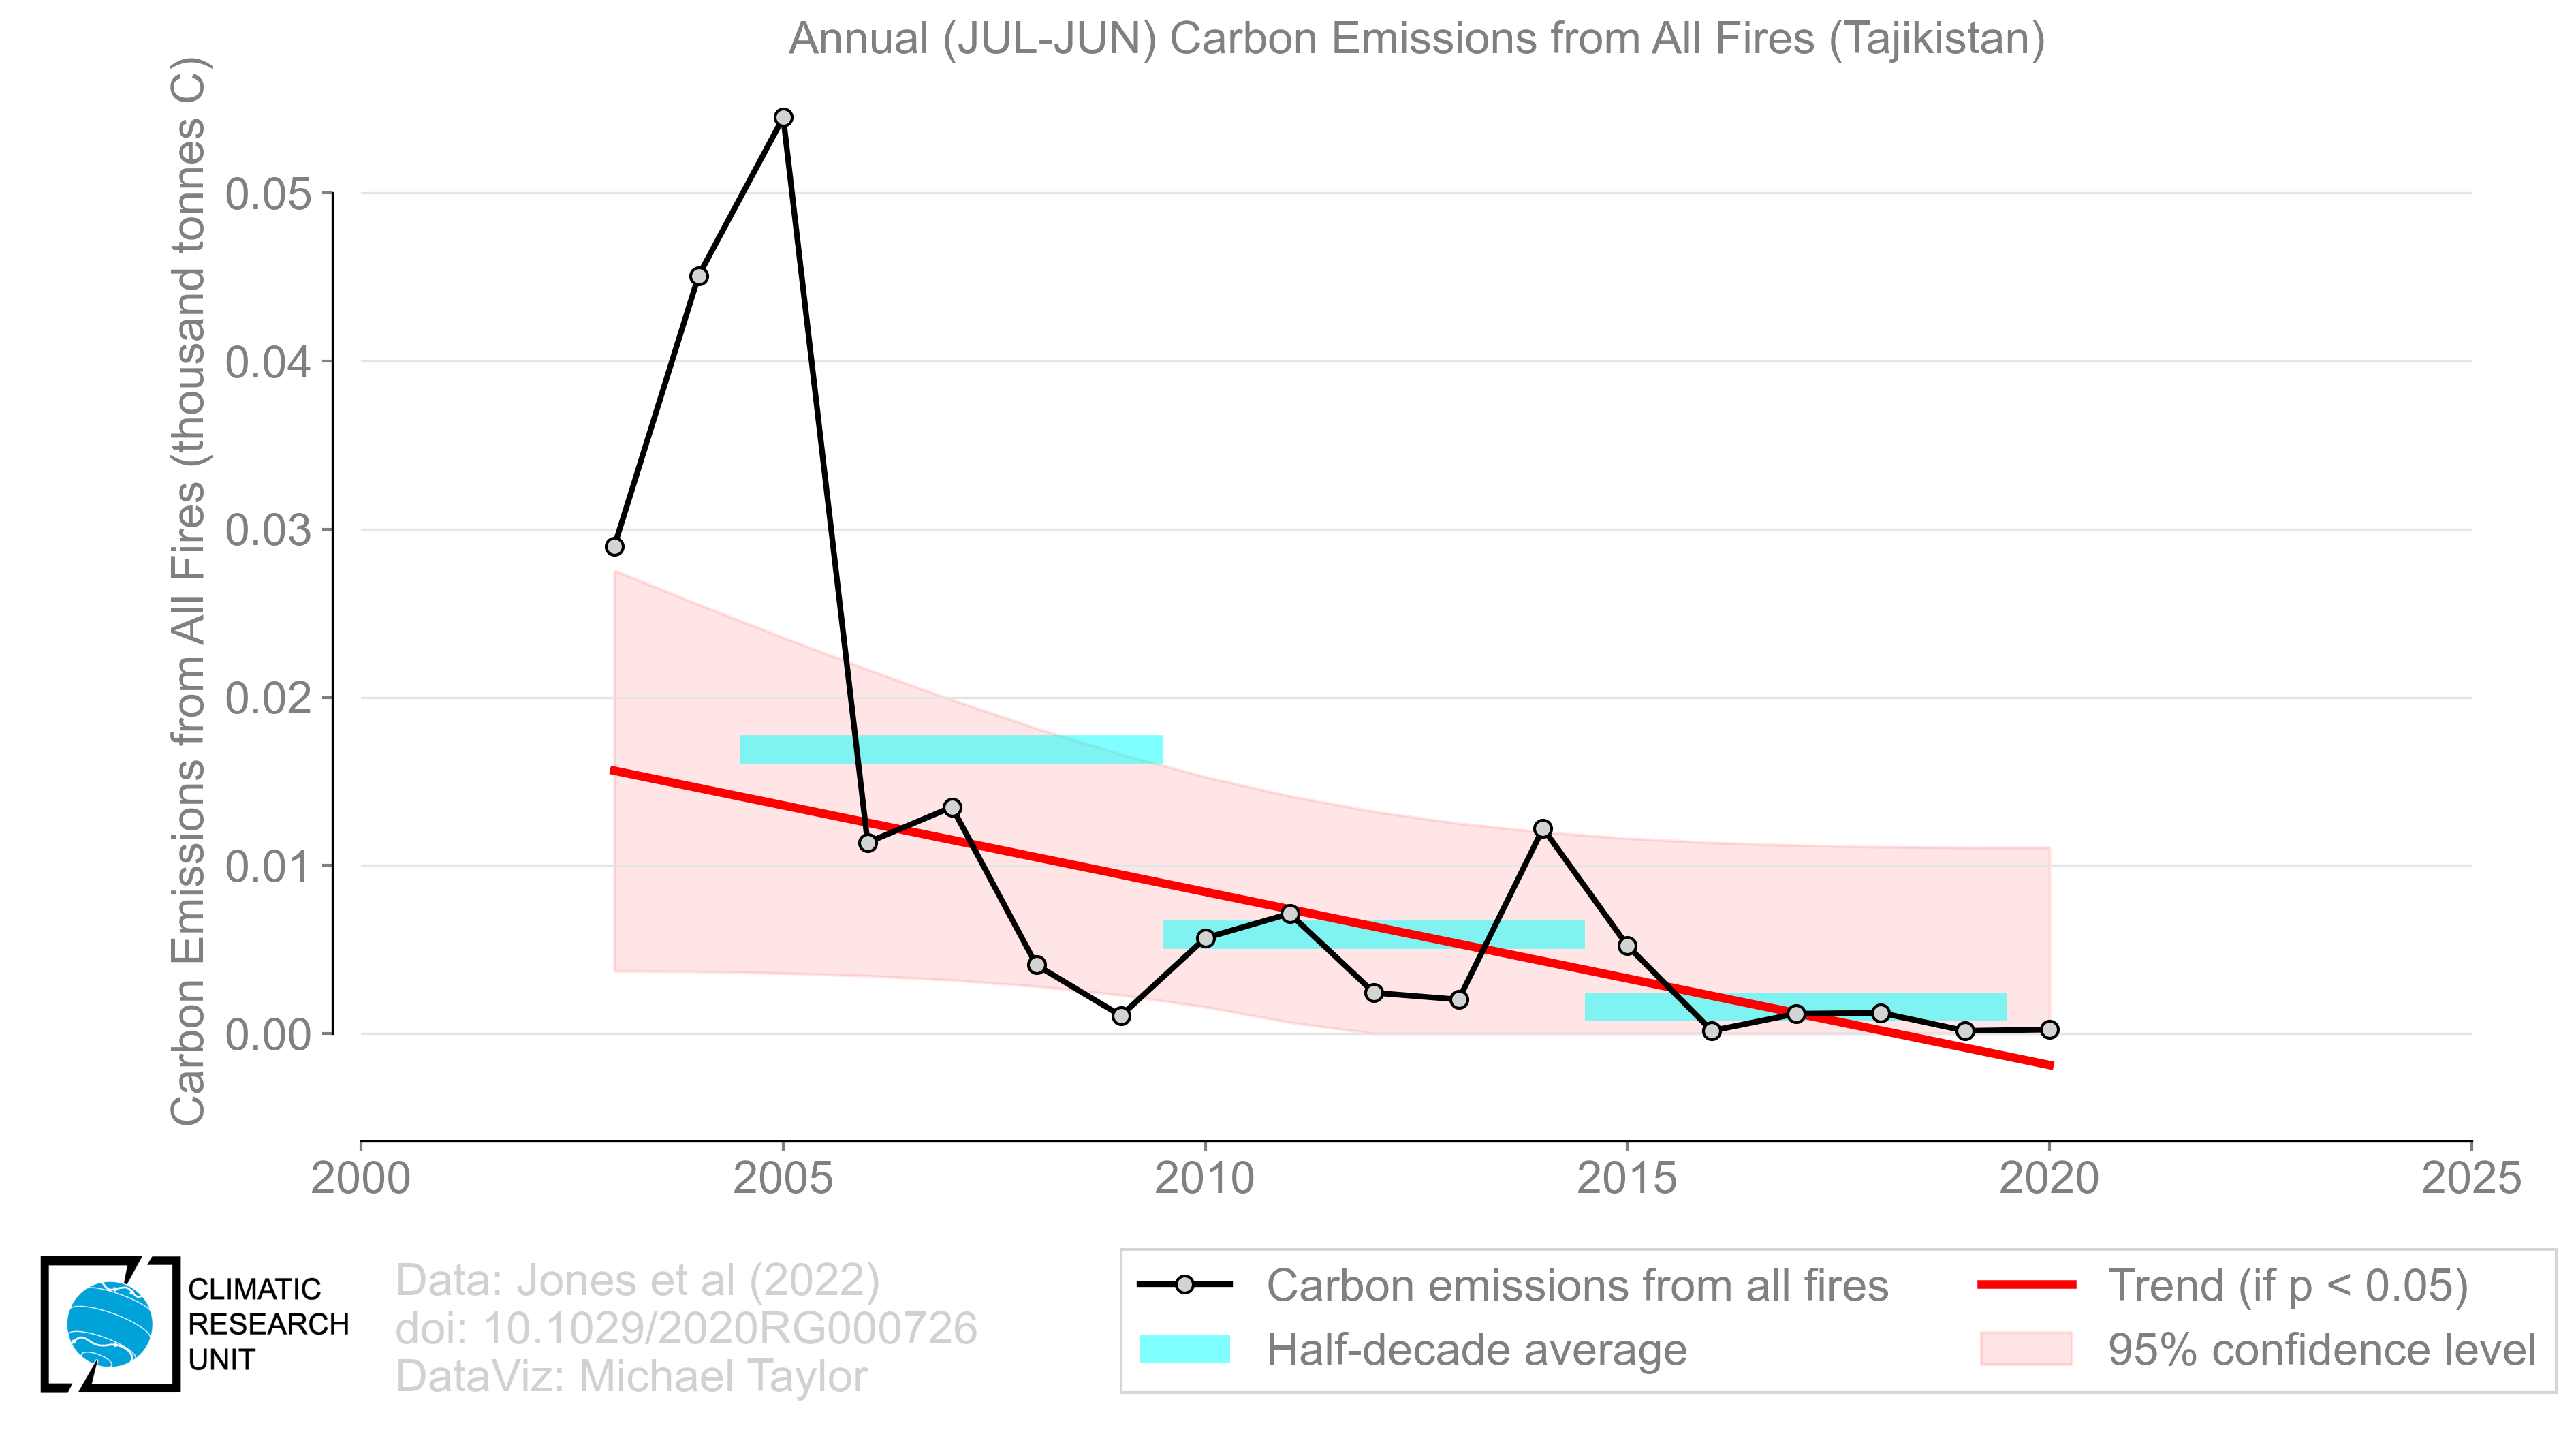 Annual (JUL-JUN) Carbon Emissions from All Fires (Tajikistan)
Carbon Emissions from All Fires (thousand tonnes C)
0.05
0.04
0.03
0.02
0.01
0.00
2000 2005 2010 2015 2020 2025
CLIMATIC
RESEARCH
UNIT
Data: Jones et al (2022)
doi: 10.1029/2020RG000726
DataViz: Michael Taylor
Carbon emissions from all fires
Half-decade average
Trend (if p < 0.05)
95% confidence level